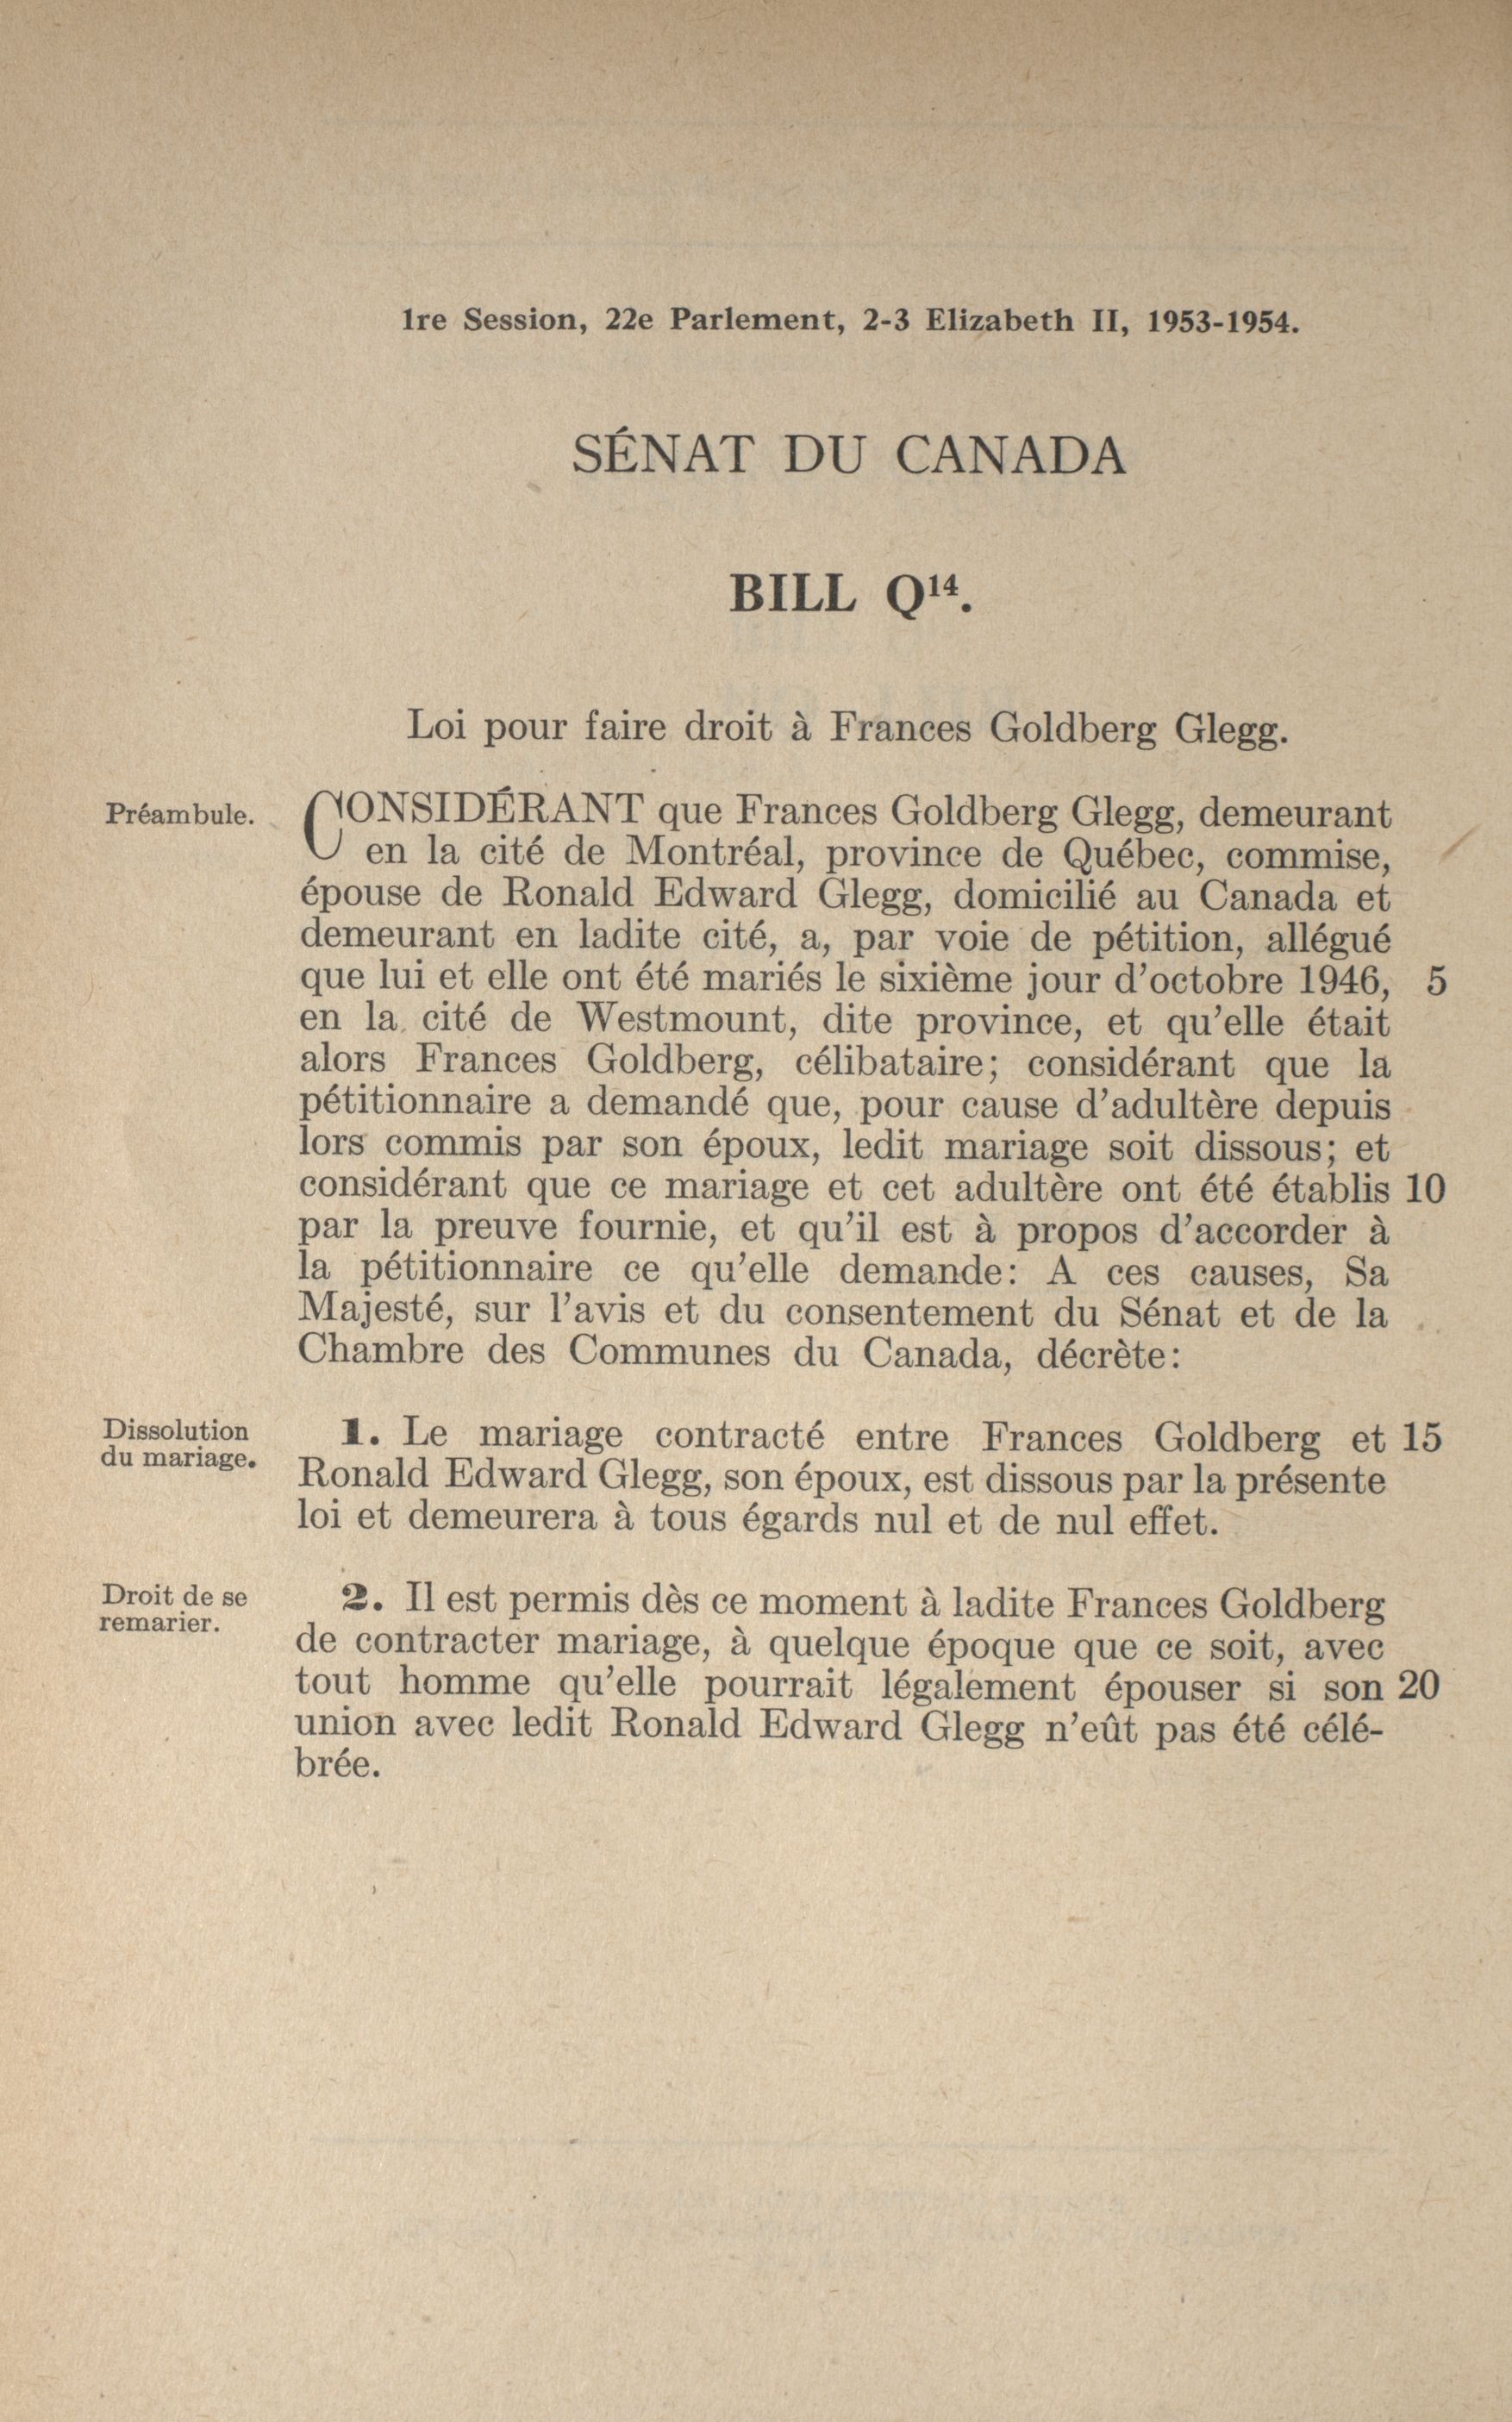 1re Session, 22e Parlement, 2-3 Elizabeth II, 1953-1954.
SÉNAT DU CANADA
BILL Q¹⁴.
Loi pour faire droit à Frances Goldberg Glegg.
Préambule.
CONSIDÉRANT que Frances Goldberg Glegg, demeurant
en la cité de Montréal, province de Québec, commise,
épouse de Ronald Edward Glegg, domicilié au Canada et
demeurant en ladite cité, a, par voie de pétition, allégué
que lui et elle ont été mariés le sixième jour d'octobre 1946, 5
en la cité de Westmount, dite province, et qu'elle était
alors Frances Goldberg, célibataire; considérant que la
pétitionnaire a demandé que, pour cause d'adultère depuis
lors commis par son époux, ledit mariage soit dissous; et
considérant que ce mariage et cet adultère ont été établis 10
par la preuve fournie, et qu'il est à propos d'accorder à
la pétitionnaire ce qu'elle demande: A ces causes, Sa
Majesté, sur l'avis et du consentement du Sénat et de la
Chambre des Communes du Canada, décrète:
Dissolution
du mariage.
1. Le mariage contracté entre Frances Goldberg et 15
Ronald Edward Glegg, son époux, est dissous par la présente
loi et demeurera à tous égards nul et de nul effet.
Droit de se
remarier.
2. Il est permis dès ce moment à ladite Frances Goldberg
de contracter mariage, à quelque époque que ce soit, avec
tout homme qu'elle pourrait légalement épouser si son 20
union avec ledit Ronald Edward Glegg n'eût pas été célé-
brée.